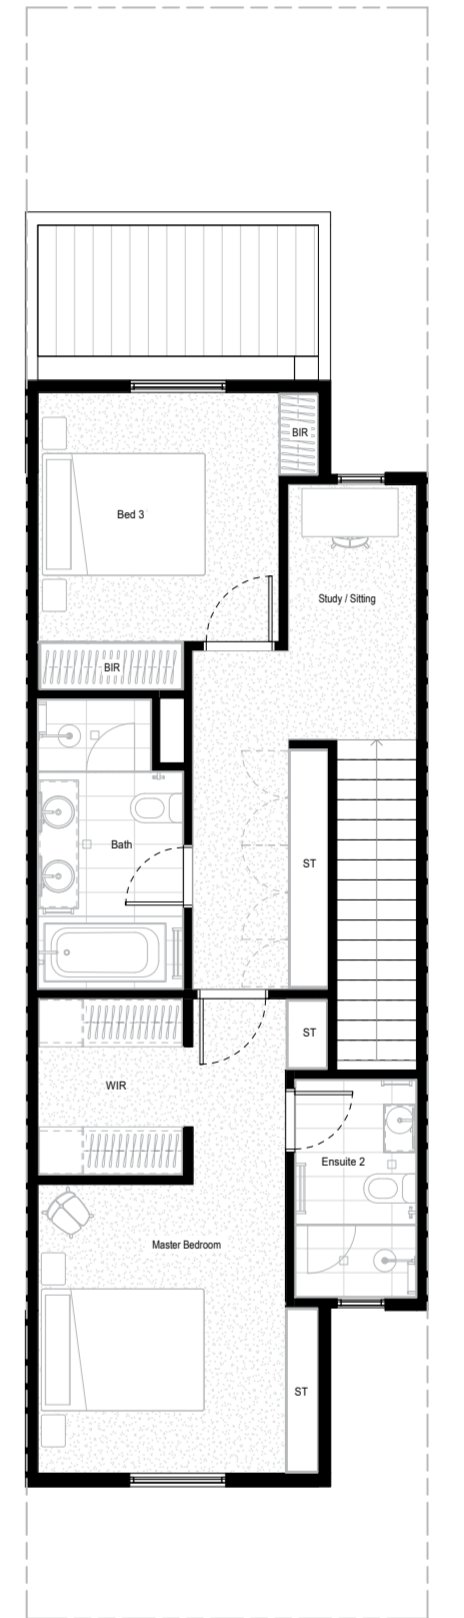 BIR
Bed 3
Study / Sitting
BIR
Bath
ST
ST
WIR
Ensuite 2
Master Bedroom
ST